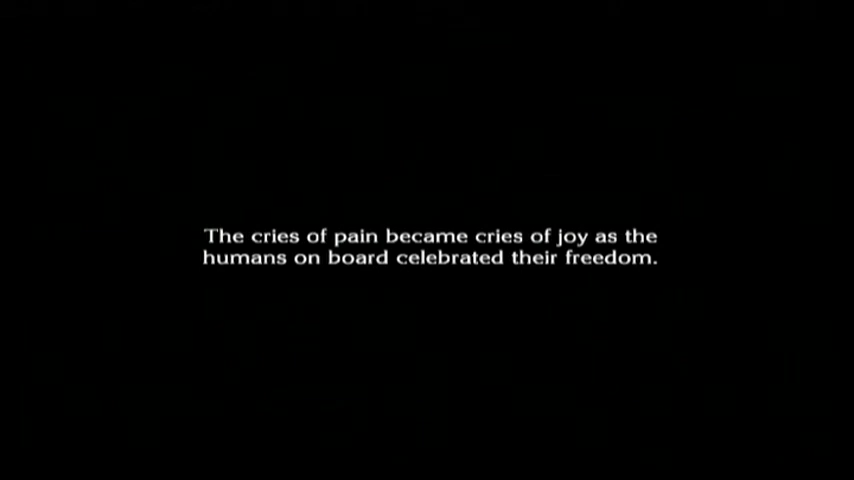 The cries of pain became cries of joy as the
humans on board celebrated their freedom.